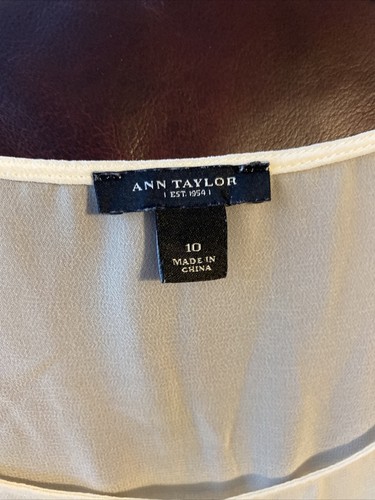 ANN TAYLOR
| EST. 1954 |
10
MADE IN
CHINA